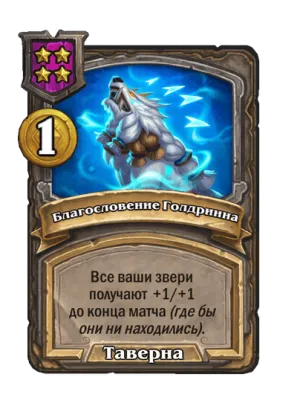 1
Благословение Голдринна
Все ваши звери
получают +1/+1
до конца матча (где бы
они ни находились).
Таверна